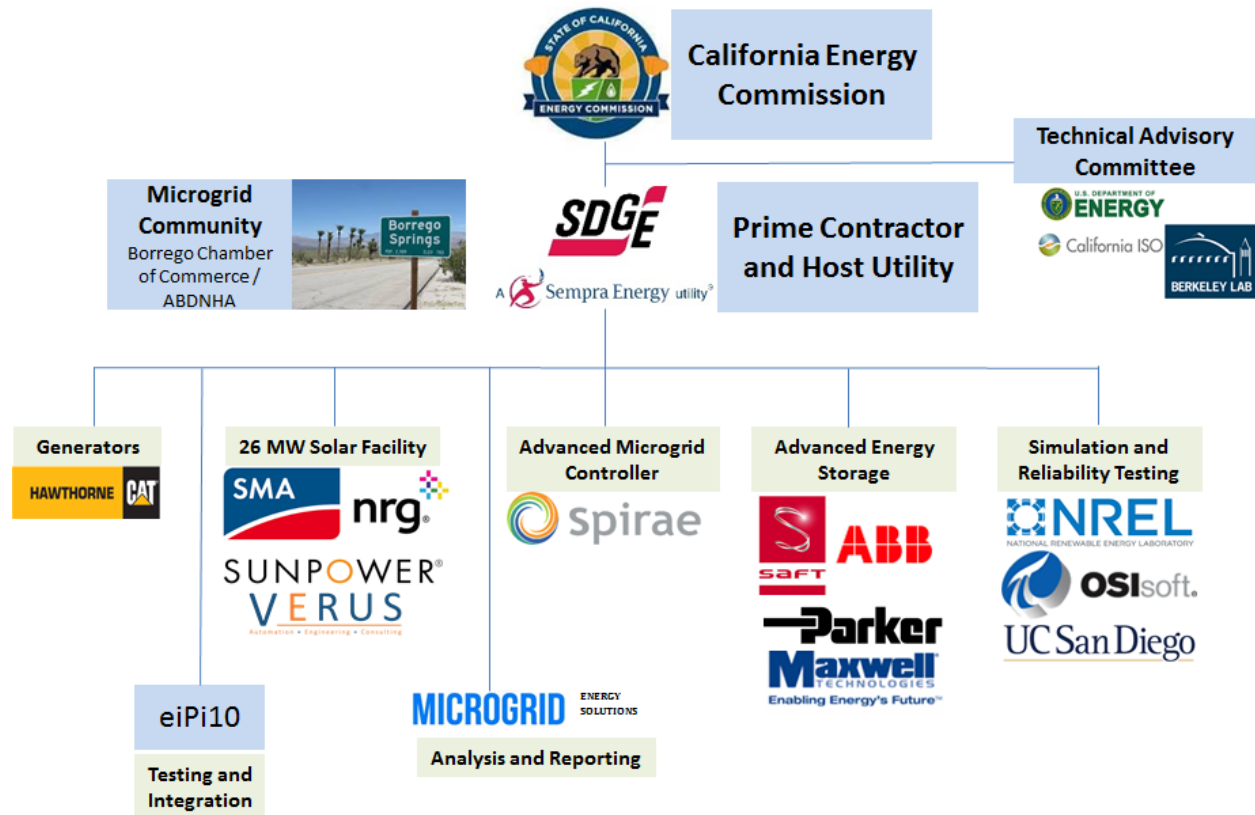 STATE OF CALIFORNIA
ENERGY COMMISSION
California Energy
Commission
Technical Advisory
Committee
U.S. DEPARTMENT OF
ENERGY
California ISO
BERKELEY LAB
Microgrid
Community
Borrego Chamber
of Commerce /
ABDNHA
Borrego
Springs
SDGE
A Sempra Energy utility®
Prime Contractor
and Host Utility
Generators
HAWTHORNE CAT
26 MW Solar Facility
SMA
nrg®
SUNPOWER®
VERUS
Automation • Engineering • Consulting
Advanced Microgrid
Controller
spirae
Advanced Energy
Storage
S
SAFT
ABB
Parker
Maxwell®
TECHNOLOGIES
Enabling Energy's Future™
Simulation and
Reliability Testing
NREL
NATIONAL RENEWABLE ENERGY LABORATORY
OSIsoft®
UC San Diego
eiPi10
Testing and
Integration
MICROGRID
ENERGY
SOLUTIONS
Analysis and Reporting